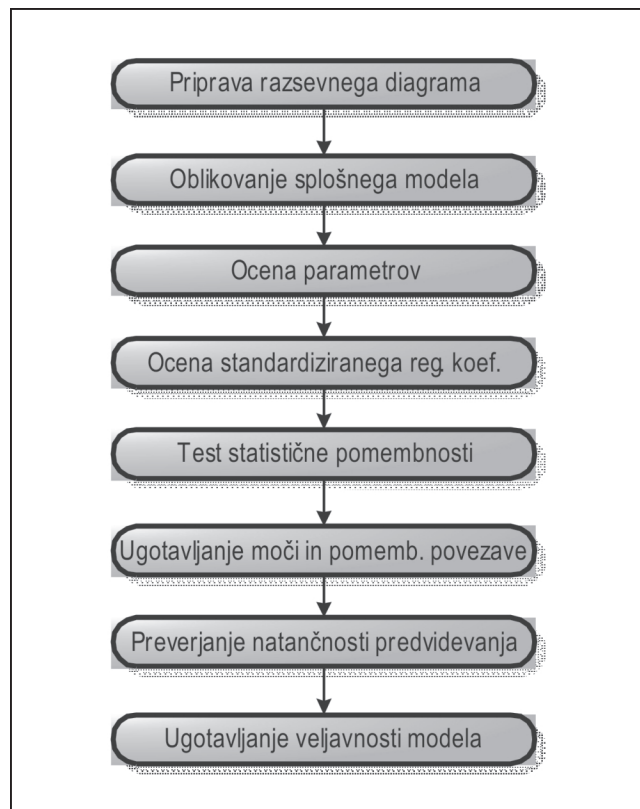 Priprava razsevnega diagrama
Oblikovanje splošnega modela
Ocena parametrov
Ocena standardiziranega reg. koef.
Test statistične pomembnosti
Ugotavljanje moči in pomemb. povezave
Preverjanje natančnosti predvidevanja
Ugotavljanje veljavnosti modela